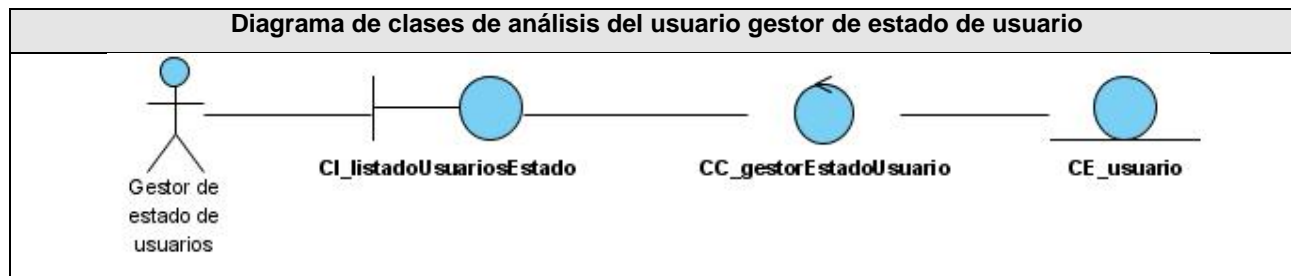 Diagrama de clases de análisis del usuario gestor de estado de usuario
CI_listadoUsuariosEstado
CC_gestorEstadoUsuario
CE_usuario
Gestor de
estado de
usuarios